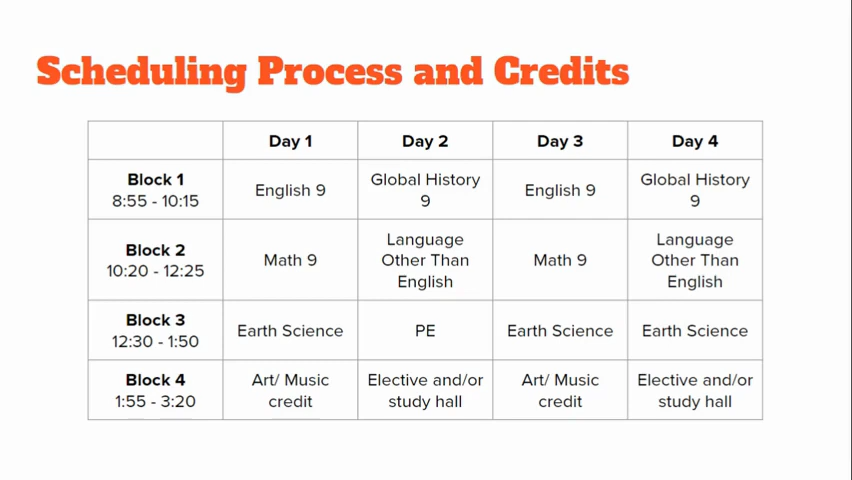 Scheduling Process and Credits
Day 1 Day 2 Day 3 Day 4
Block 1
8:55 - 10:15
English 9
Global History
9
English 9
Global History
9
Block 2
10:20 - 12:25
Math 9
Language
Other Than
English
Math 9
Language
Other Than
English
Block 3
12:30 - 1:50
Earth Science
PE
Earth Science
Earth Science
Block 4
1:55 - 3:20
Art/ Music
credit
Elective and/or
study hall
Art/ Music
credit
Elective and/or
study hall